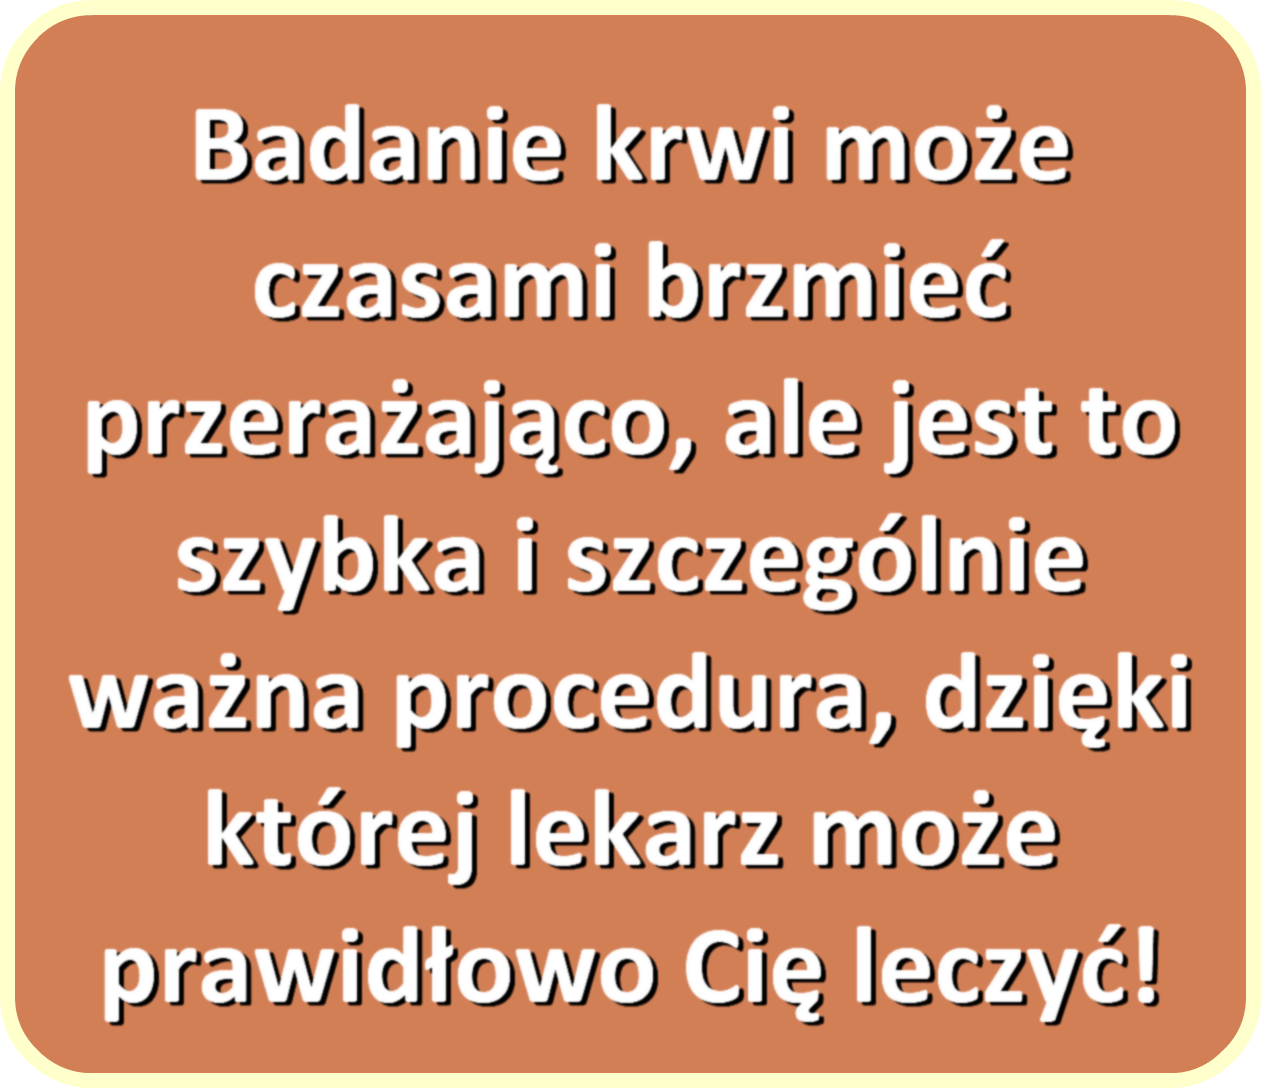 Badanie krwi może
czasami brzmieć
przerażająco, ale jest to
szybka i szczególnie
ważna procedura, dzięki
której lekarz może
prawidłowo Cię leczyć!